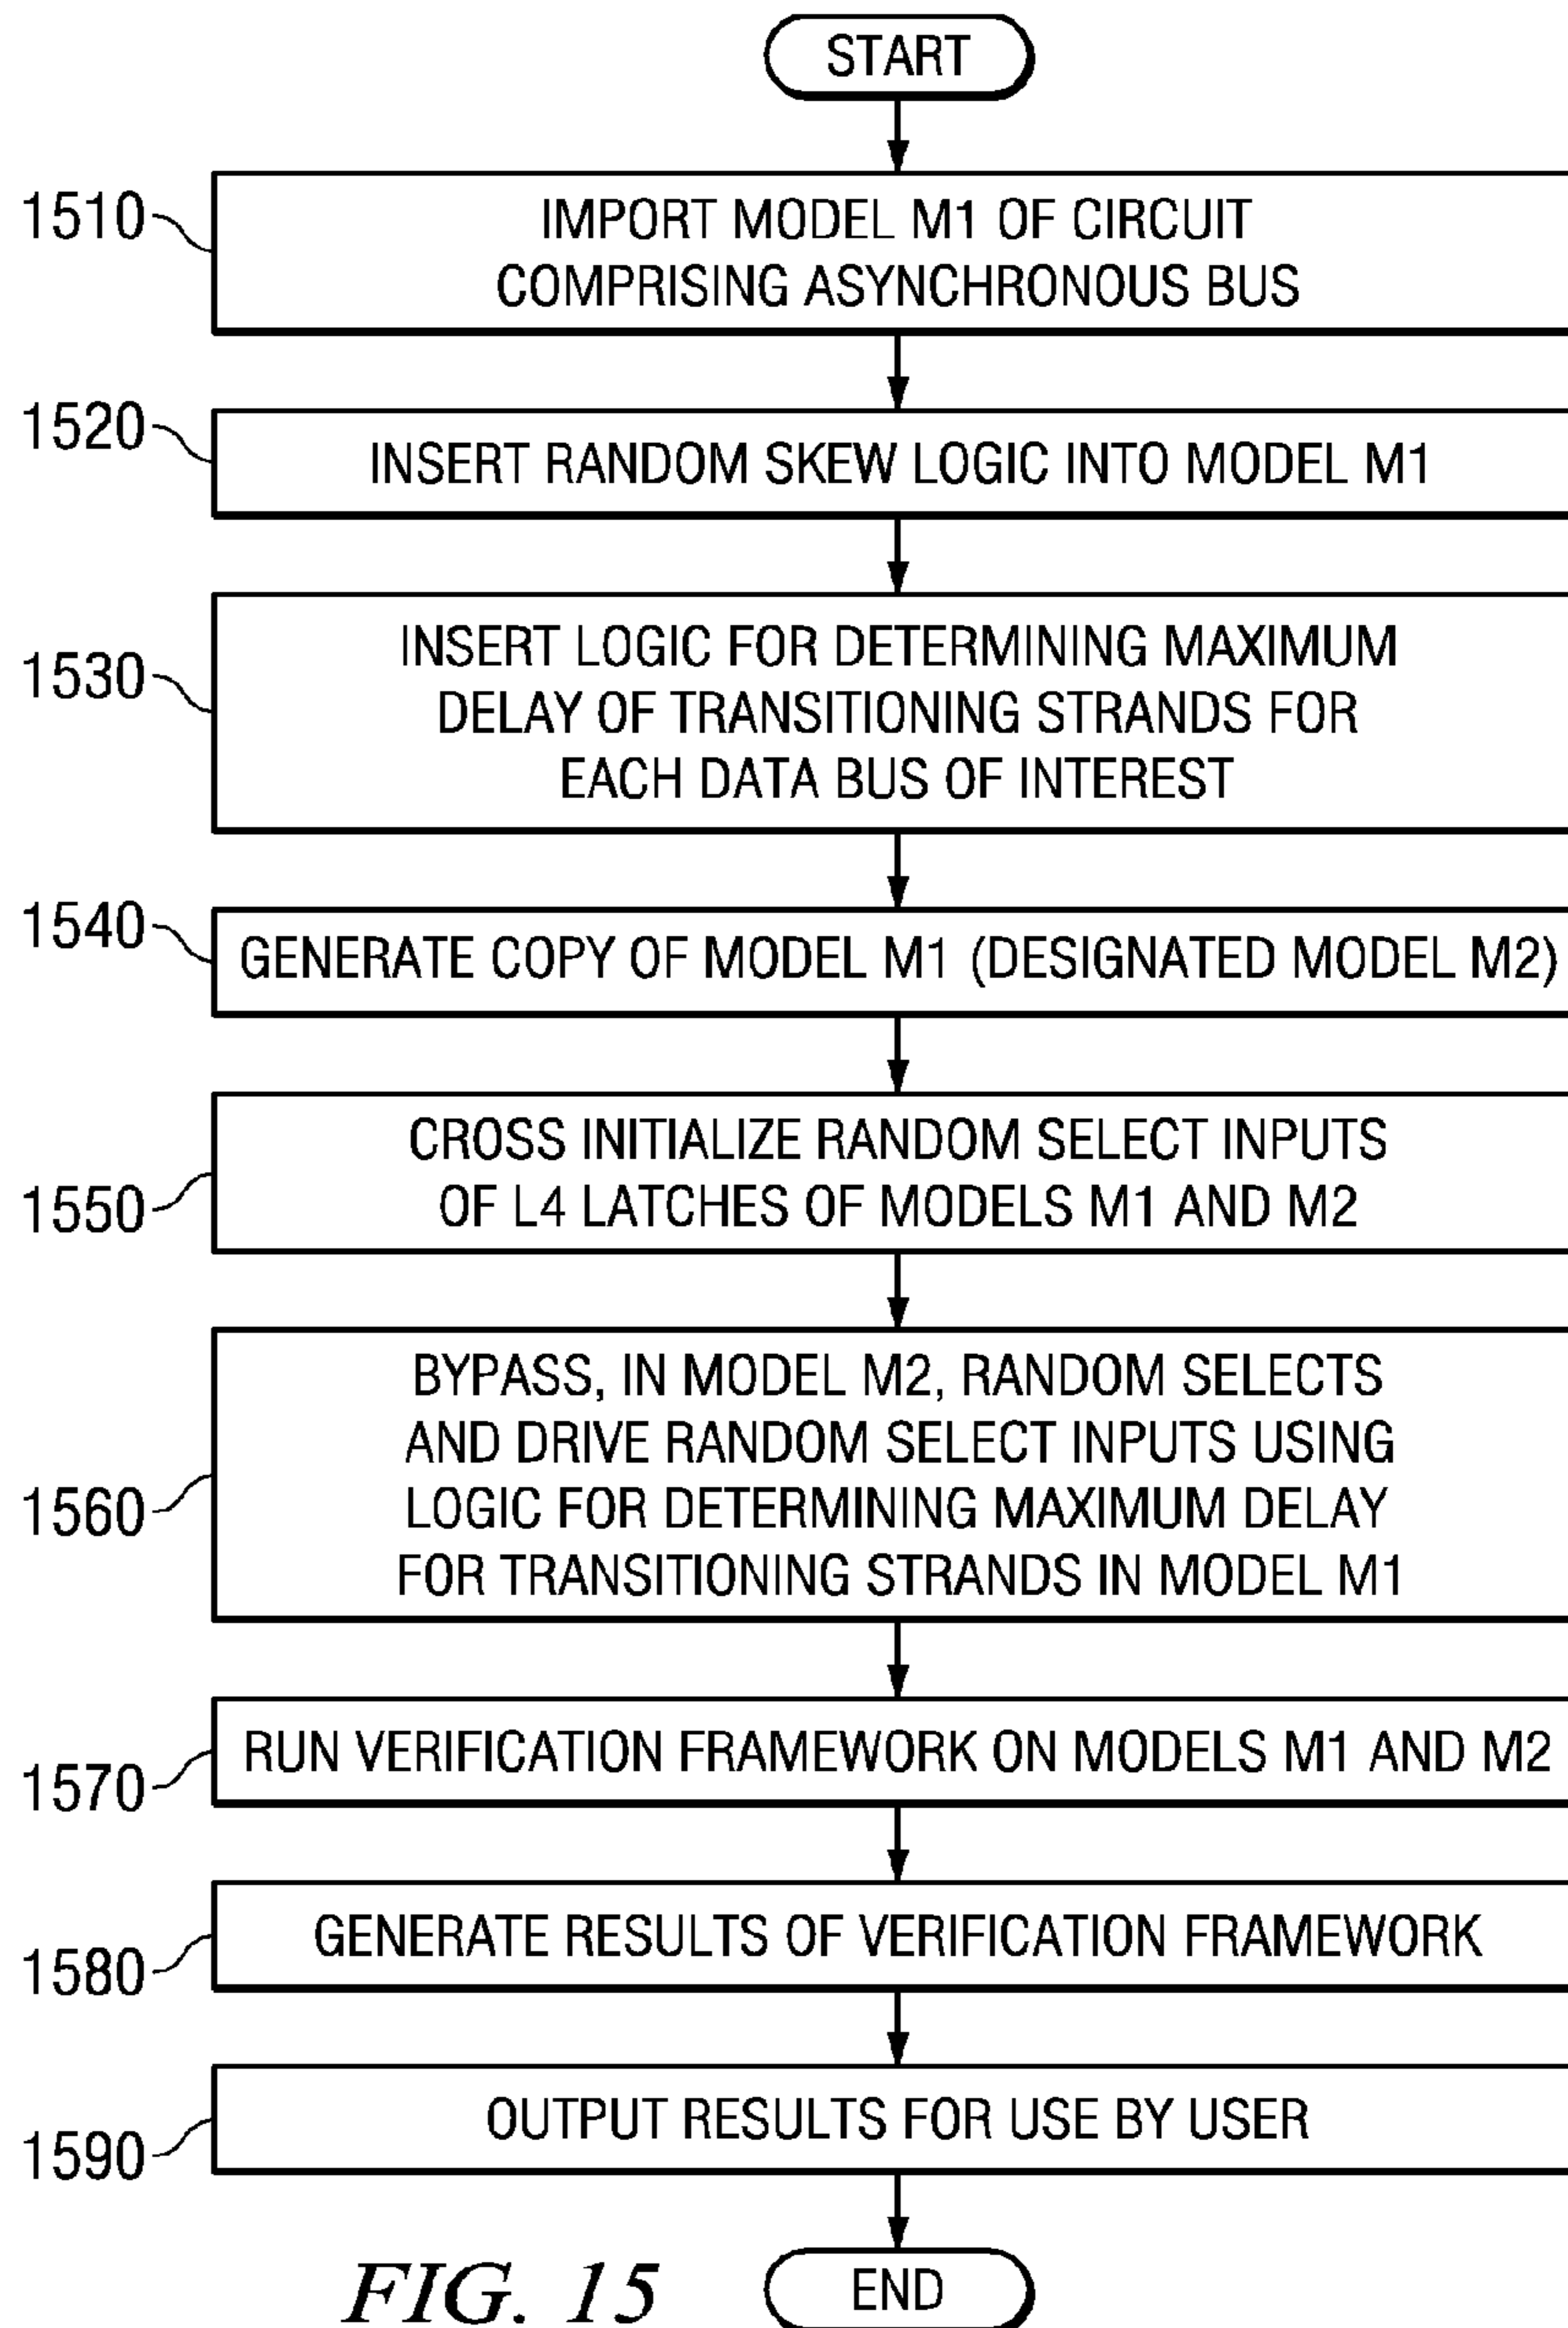 START
1510
IMPORT MODEL M1 OF CIRCUIT
COMPRISING ASYNCHRONOUS BUS
1520
INSERT RANDOM SKEW LOGIC INTO MODEL M1
1530
INSERT LOGIC FOR DETERMINING MAXIMUM
DELAY OF TRANSITIONING STRANDS FOR
EACH DATA BUS OF INTEREST
1540
GENERATE COPY OF MODEL M1 (DESIGNATED MODEL M2)
1550
CROSS INITIALIZE RANDOM SELECT INPUTS
OF L4 LATCHES OF MODELS M1 AND M2
1560
BYPASS, IN MODEL M2, RANDOM SELECTS
AND DRIVE RANDOM SELECT INPUTS USING
LOGIC FOR DETERMINING MAXIMUM DELAY
FOR TRANSITIONING STRANDS IN MODEL M1
1570
RUN VERIFICATION FRAMEWORK ON MODELS M1 AND M2
1580
GENERATE RESULTS OF VERIFICATION FRAMEWORK
1590
OUTPUT RESULTS FOR USE BY USER
FIG. 15
END